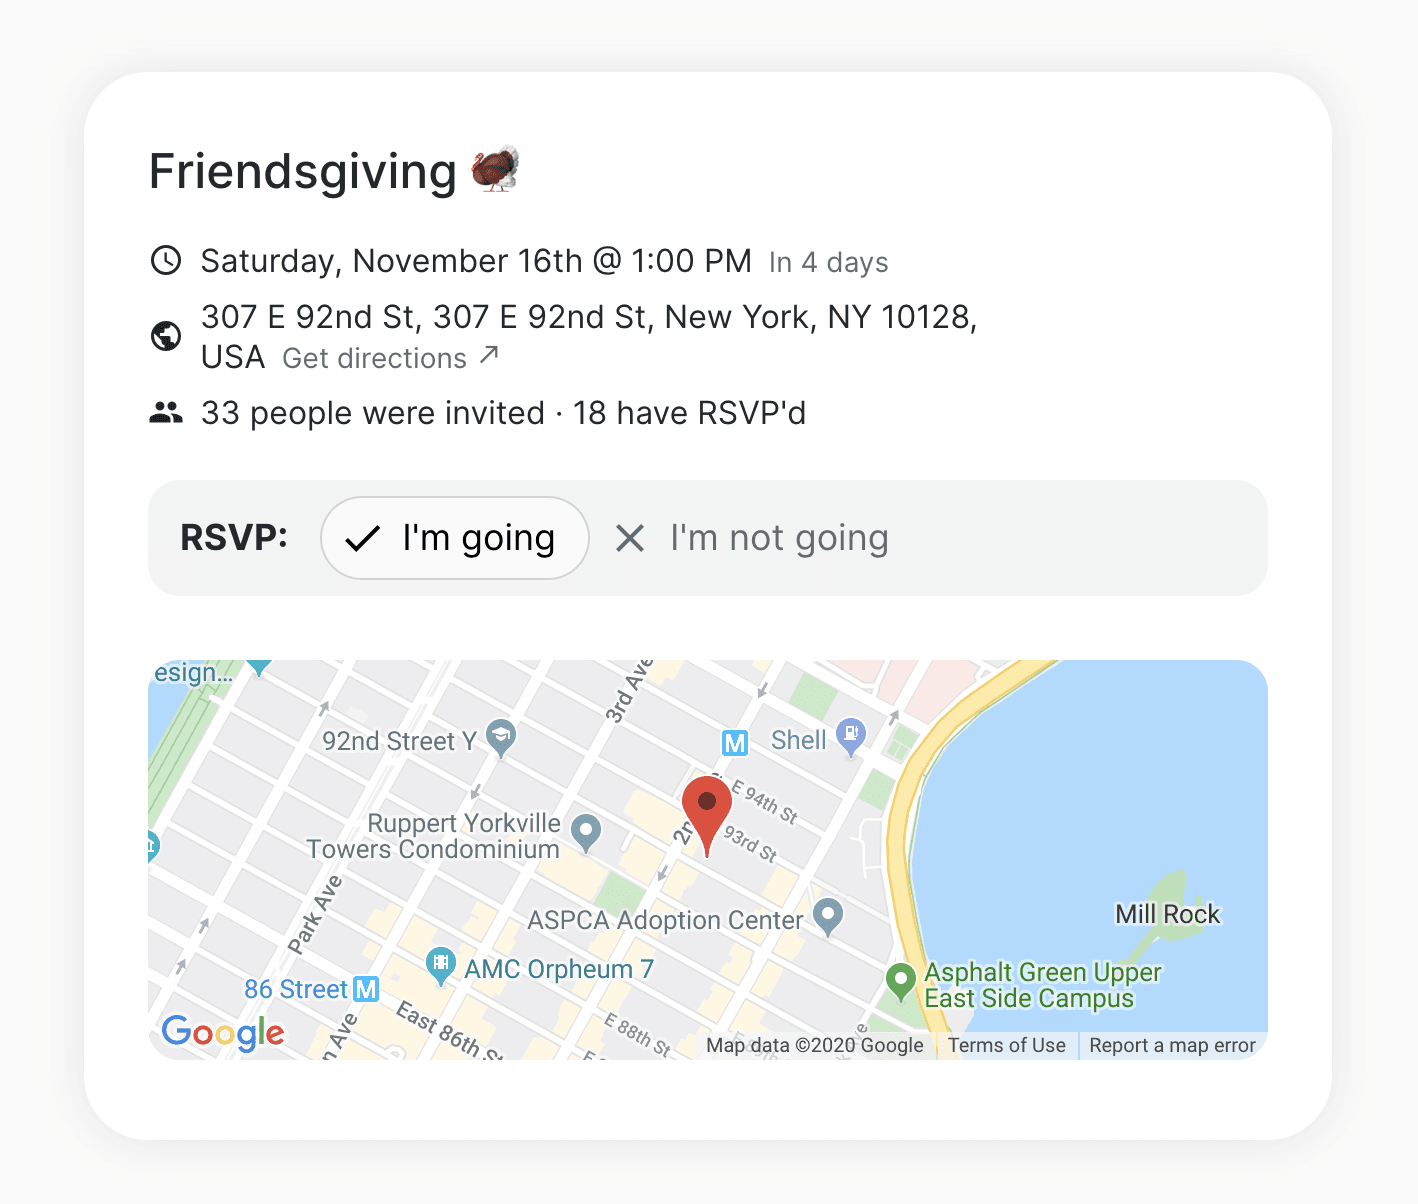 Friendsgiving 🦃
Saturday, November 16th @ 1:00 PM In 4 days
307 E 92nd St, 307 E 92nd St, New York, NY 10128,
USA Get directions ↗
33 people were invited · 18 have RSVP'd
RSVP: I'm going I'm not going
esign...
3rd Ave
92nd Street Y
M
Shell
E 94th St
93rd St
2n
Ruppert Yorkville
Towers Condominium
Park Ave
ASPCA Adoption Center
Mill Rock
AMC Orpheum 7
Asphalt Green Upper
East Side Campus
86 Street M
East 86th St
E 88th St
n Ave
Google
Map data ©2020 Google
Terms of Use
Report a map error